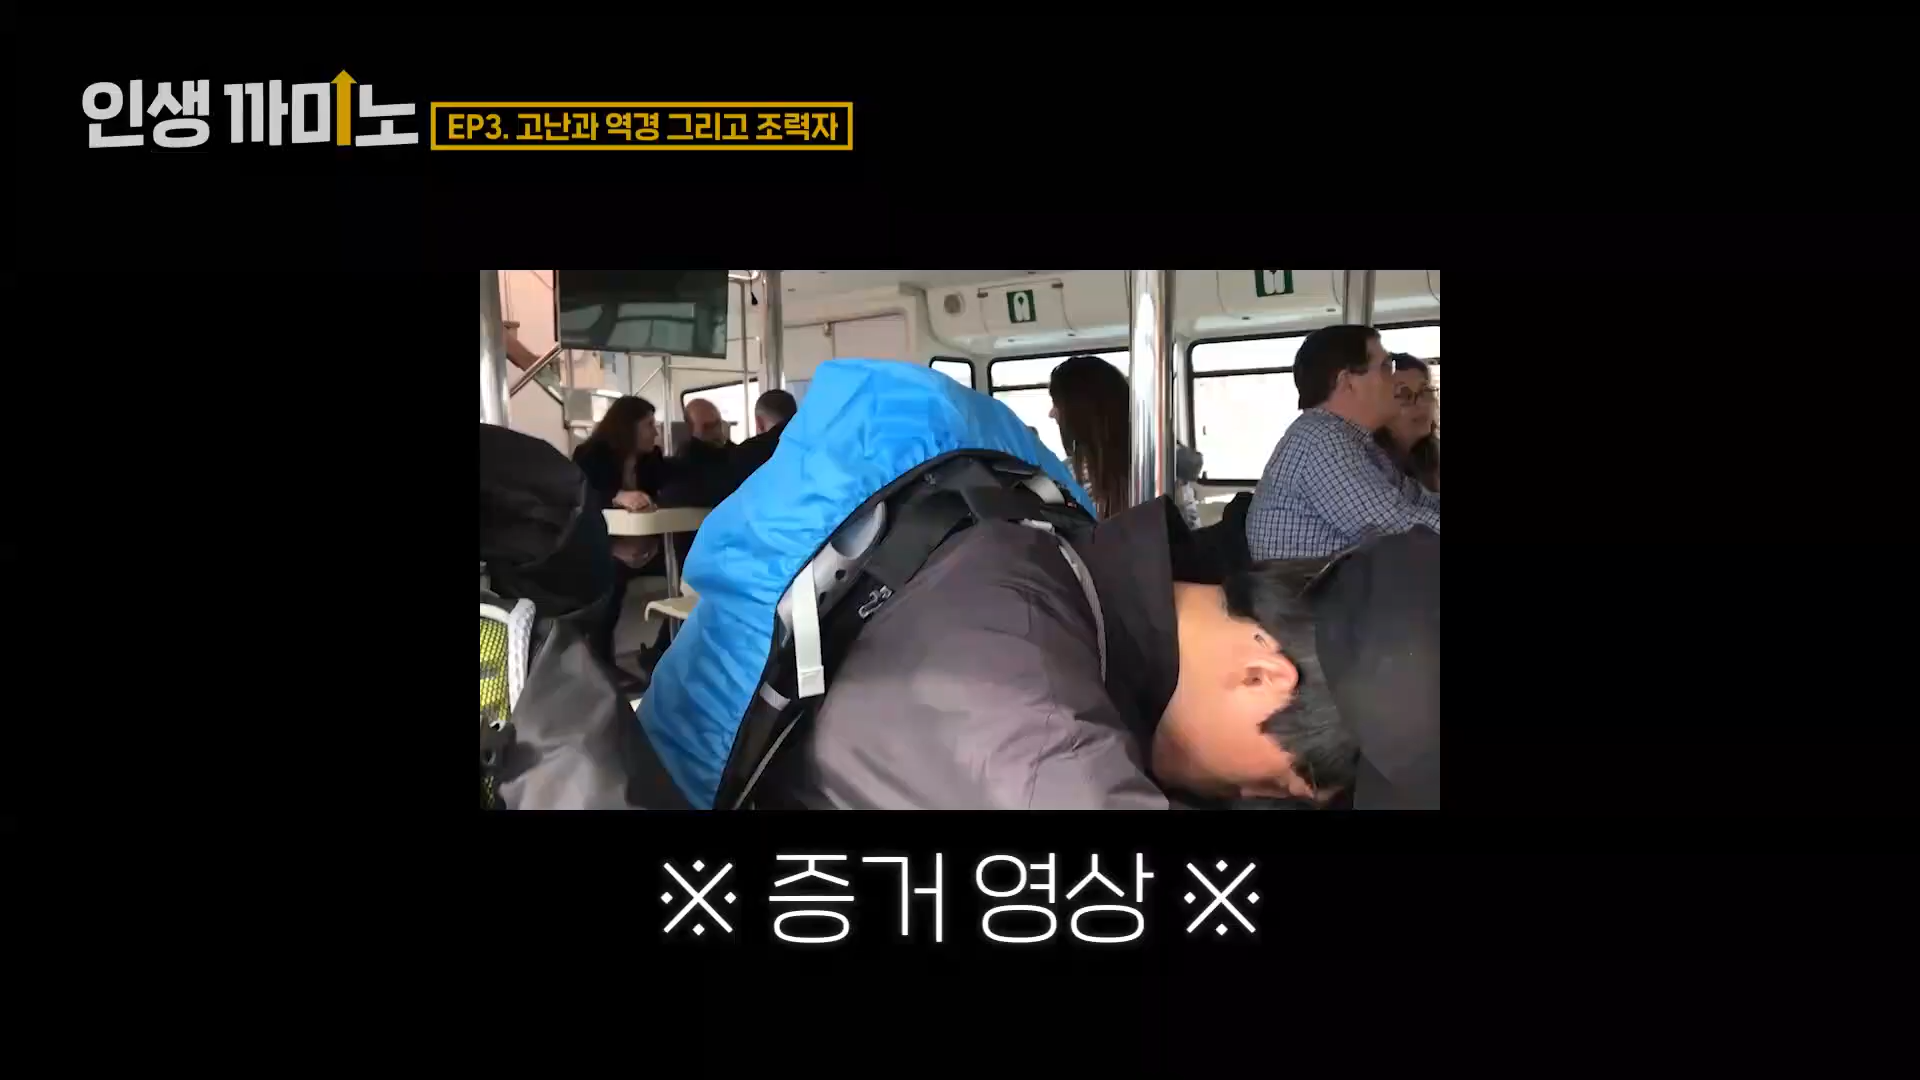 인생 까미노
EP3. 고난과 역경 그리고 조력자
※ 증거 영상 ※